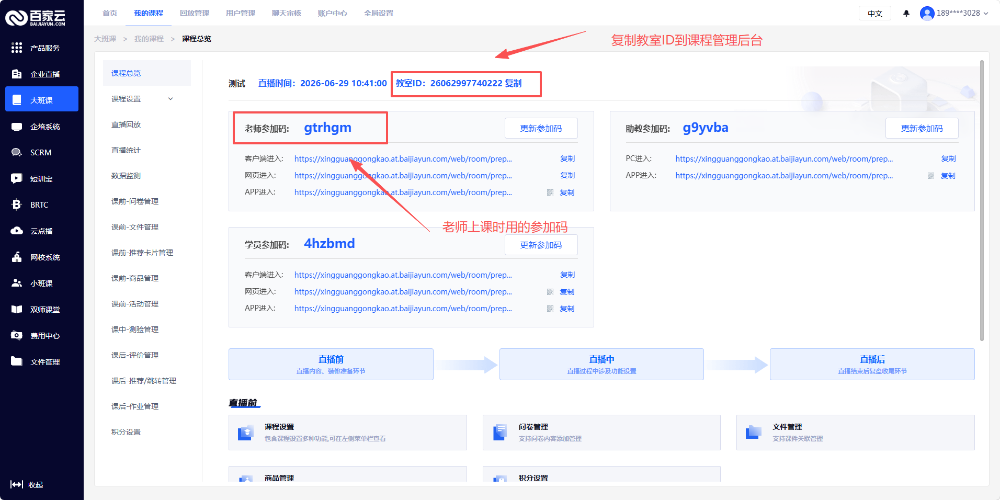 百家云
BAIJIAYUN.COM
首页 我的课程 回放管理 用户管理 聊天审核 账户中心 全局设置
中文 189****3028
产品服务
企业直播
大班课
企培系统
SCRM
短训宝
BRTC
云点播
网校系统
小班课
双师课堂
费用中心
文件管理
收起
大班课 > 我的课程 > 课程总览
复制教室ID到课程管理后台
课程总览
课程设置
直播回放
直播统计
数据监测
课前-问卷管理
课前-文件管理
课前-推荐卡片管理
课前-商品管理
课前-活动管理
课中-测验管理
课后-评价管理
课后-推荐/跳转管理
课后-作业管理
积分设置
测试 直播时间: 2026-06-29 10:41:00 教室ID: 26062997740222 复制
老师参加码: gtrhgm 更新参加码
客户端进入: https://xingguanggongkao.at.baijiayun.com/web/room/prep... 复制
网页进入: https://xingguanggongkao.at.baijiayun.com/web/room/prep... 复制
APP进入: https://xingguanggongkao.at.baijiayun.com/web/room/prep... 复制
助教参加码: g9yvba 更新参加码
PC进入: https://xingguanggongkao.at.baijiayun.com/web/room/prep... 复制
APP进入: https://xingguanggongkao.at.baijiayun.com/web/room/prep... 复制
老师上课时用的参加码
学员参加码: 4hzbmd 更新参加码
客户端进入: https://xingguanggongkao.at.baijiayun.com/web/room/prep... 复制
网页进入: https://xingguanggongkao.at.baijiayun.com/web/room/prep... 复制
APP进入: https://xingguanggongkao.at.baijiayun.com/web/room/prep... 复制
直播前
直播内容、装修准备环节
直播中
直播过程中涉及功能设置
直播后
直播结束后复盘收尾环节
直播前
课程设置
包含课程设置多种功能,可在左侧菜单栏查看
问卷管理
支持问卷内容添加管理
文件管理
支持课件关联管理
商品管理
积分设置